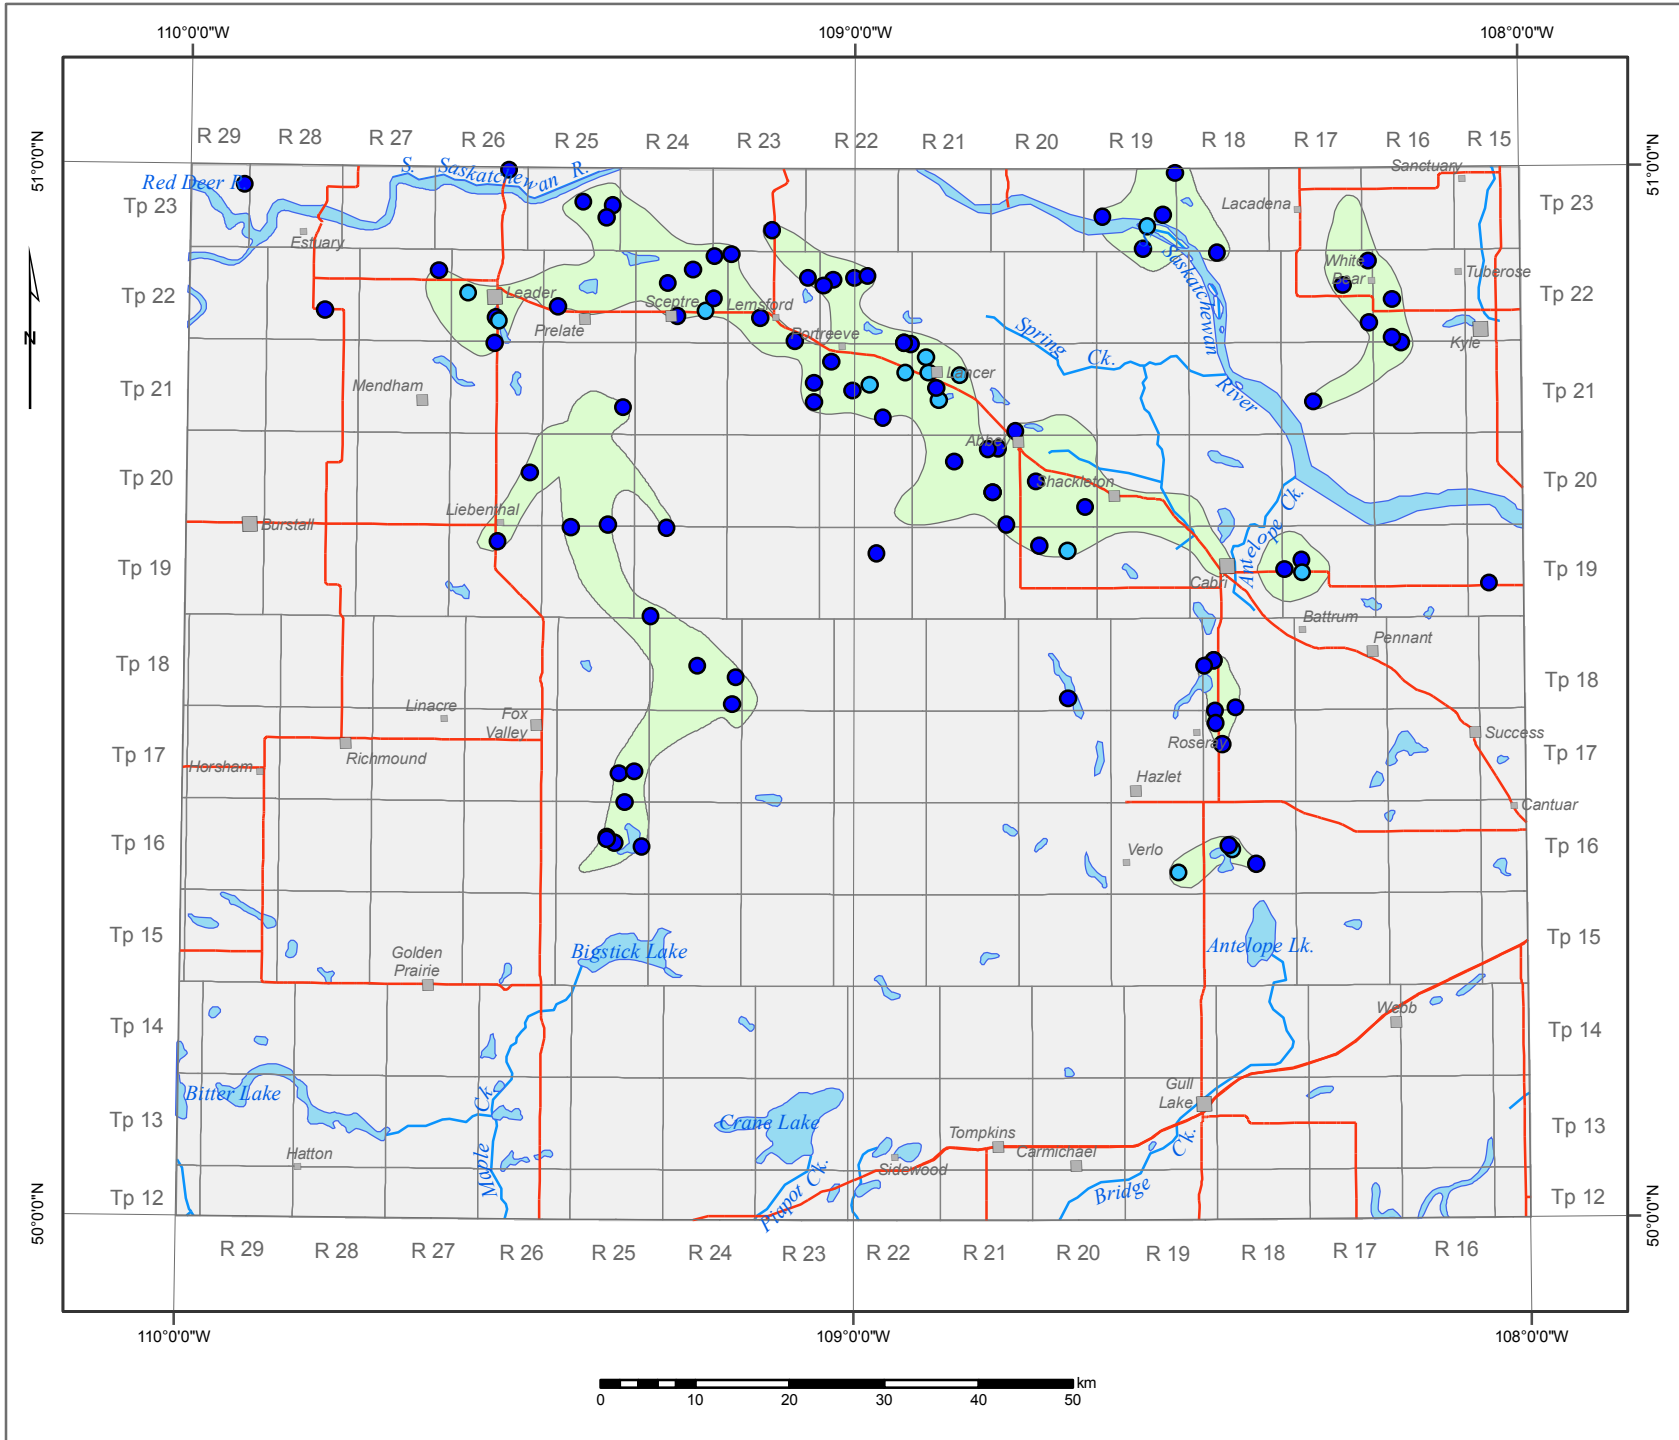 110°0'0"W 109°0'0"W 108°0'0"W
51°0'0"N
51°0'0"N
R 29 R 28 R 27 R 26 R 25 R 24 R 23 R 22 R 21 R 20 R 19 R 18 R 17 R 16 R 15
S. Saskatchewan R.
Sanctuary
Red Deer R.
Tp 23
Lacadena
Tp 23
Estuary
Saskatchewan
River
White
Bear
Tuberose
Tp 22
Leader
Sceptre
Lemsford
Tp 22
Prelate
Portreeve
Spring
Ck.
Kyle
N
Mendham
Lancer
Tp 21
Tp 21
Abbey
Tp 20
Shackleton
Tp 20
Liebenthal
Burstall
Antelope Ck.
Tp 19
Cabri
Tp 19
Battrum
Pennant
Tp 18
Tp 18
Linacre
Fox
Valley
Roseray
Success
Tp 17
Richmound
Tp 17
Horsham
Hazlet
Cantuar
Tp 16
Verlo
Tp 16
Tp 15
Golden
Prairie
Bigstick Lake
Antelope Lk.
Tp 15
Webb
Tp 14
Tp 14
Gull
Lake
Bitter Lake
Maple Ck.
Crane Lake
Tp 13
Tompkins
Carmichael
Ck.
Tp 13
Hatton
Sidewood
Piapot Ck.
Bridge
Tp 12
Tp 12
50°0'0"N
50°0'0"N
R 29 R 28 R 27 R 26 R 25 R 24 R 23 R 22 R 21 R 20 R 19 R 18 R 17 R 16
110°0'0"W 109°0'0"W 108°0'0"W
km
0 10 20 30 40 50